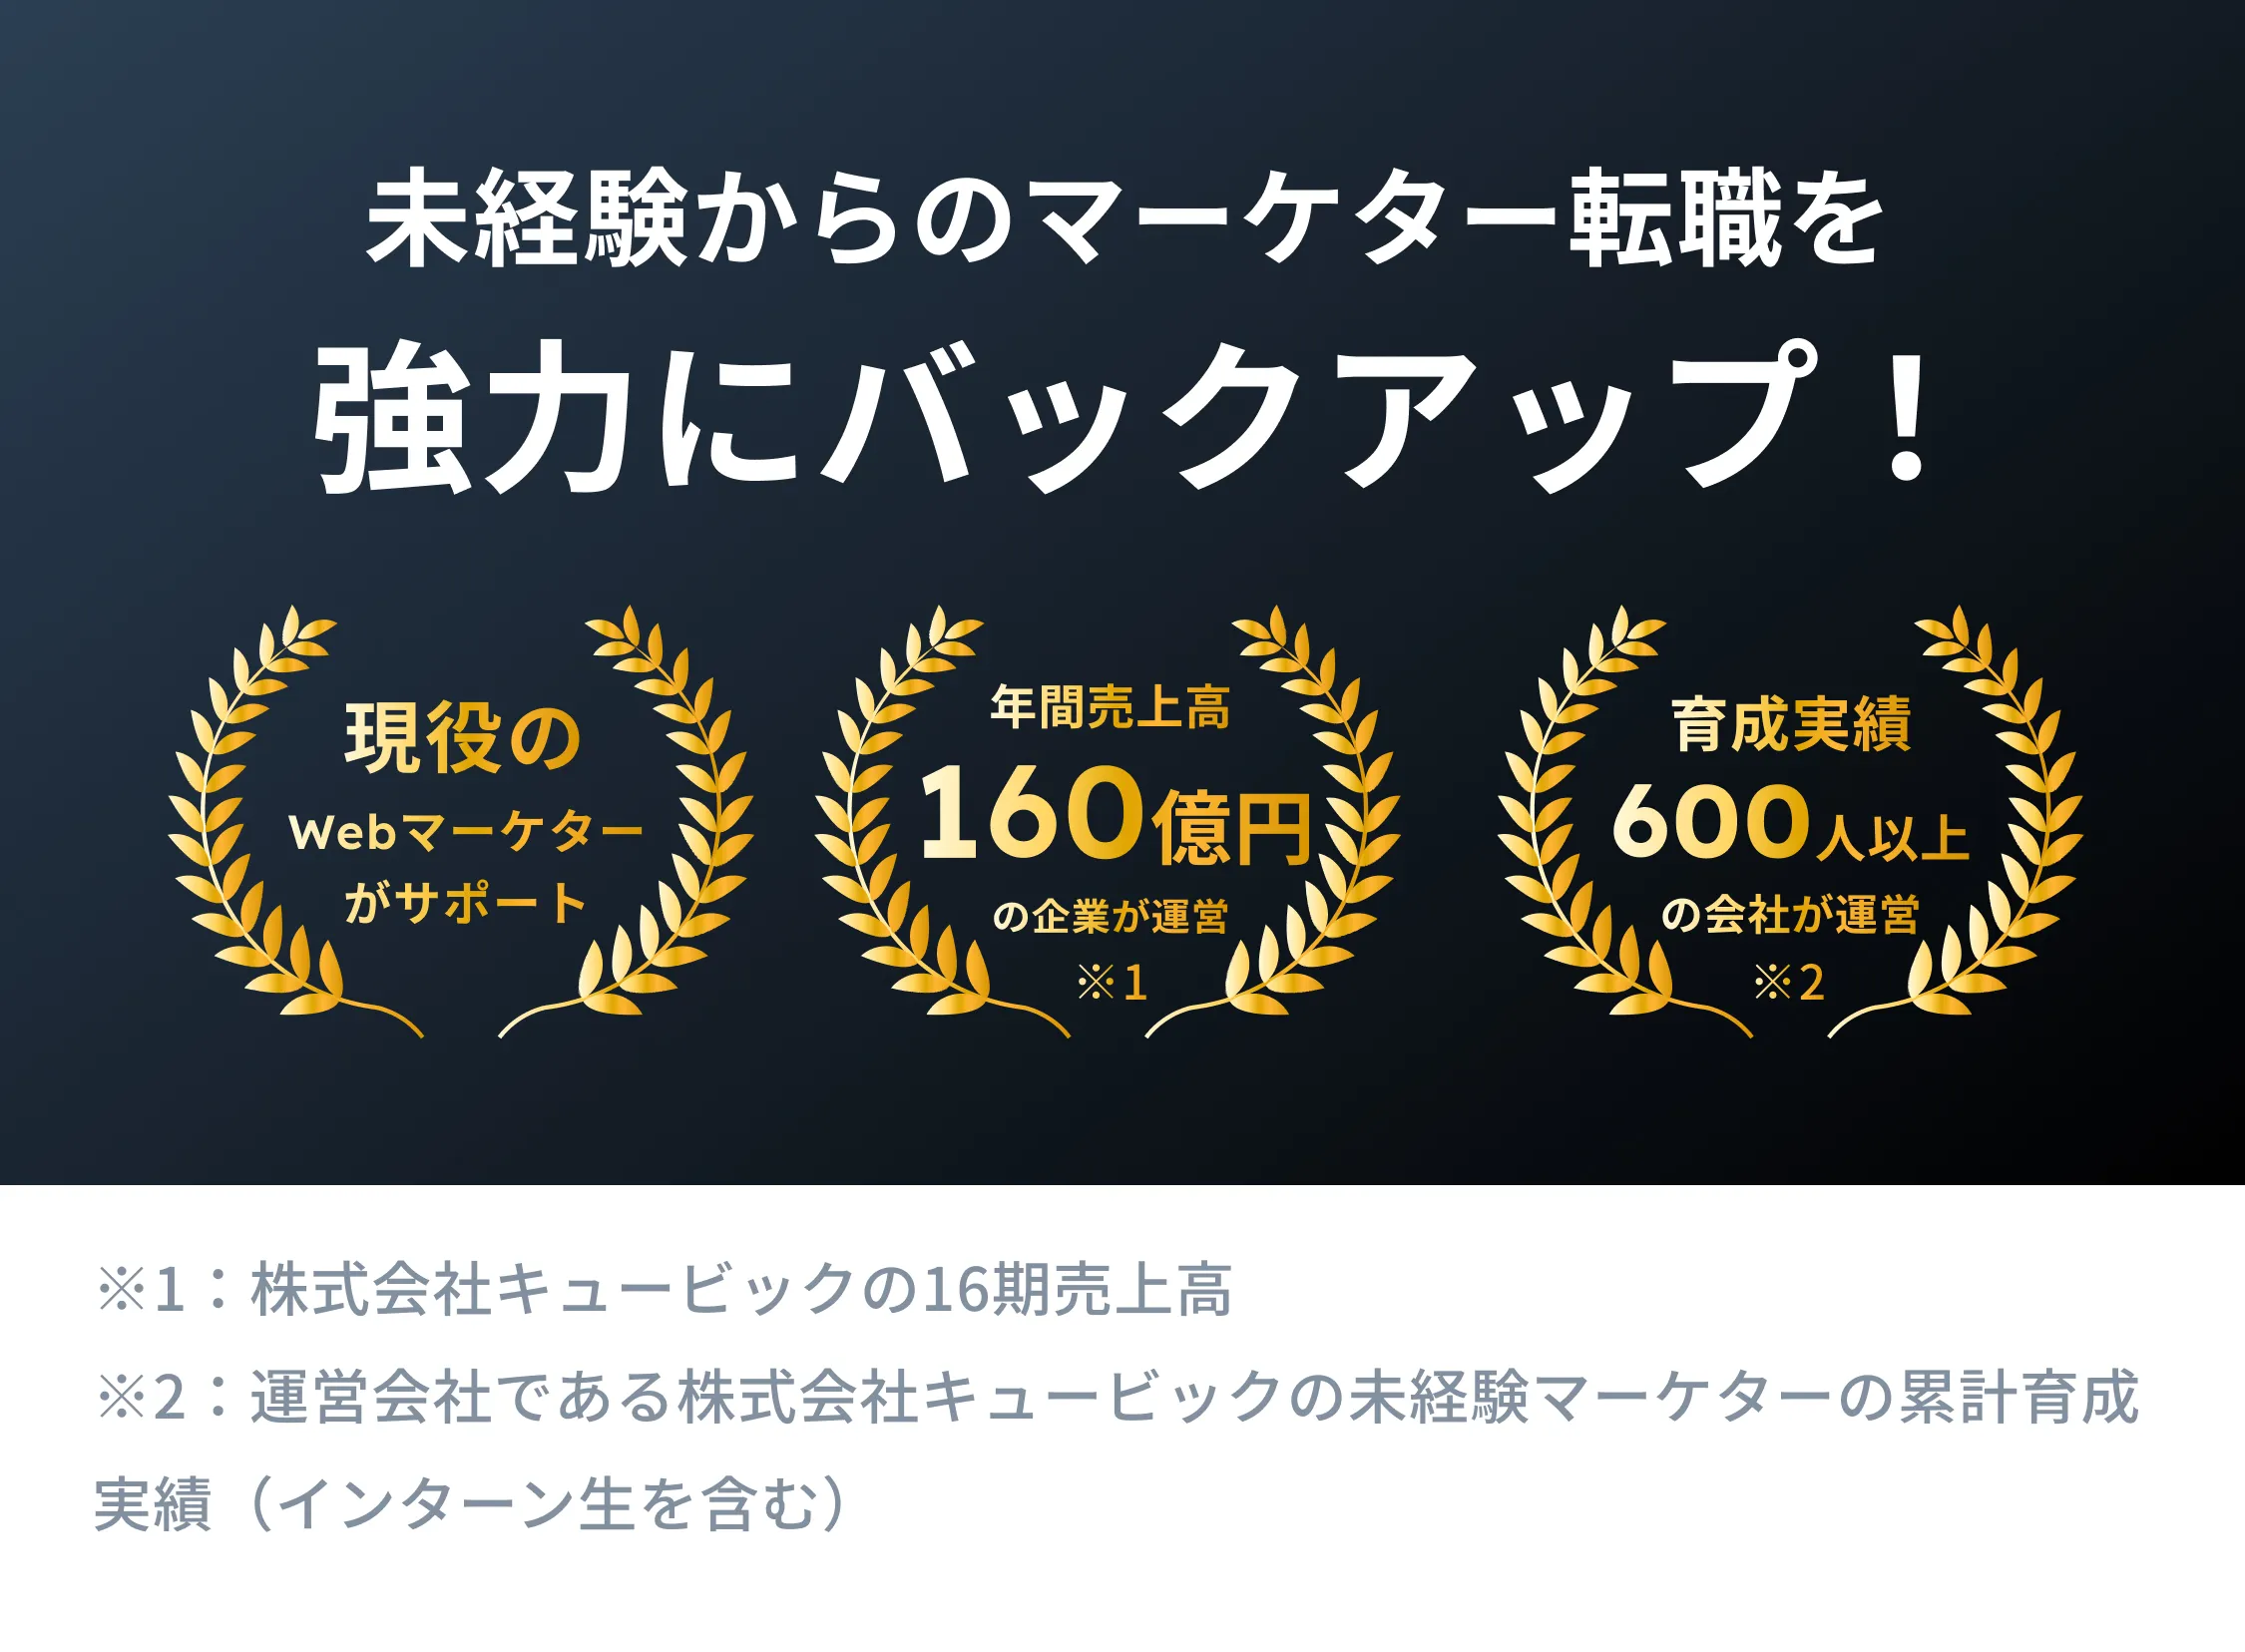 未経験からのマーケター転職を
強力にバックアップ！
現役の
Webマーケター
がサポート
年間売上高
160億円
の企業が運営
※1
育成実績
600人以上
の会社が運営
※2
※1：株式会社キュービックの16期売上高
※2：運営会社である株式会社キュービックの未経験マーケターの累計育成
実績（インターン生を含む）